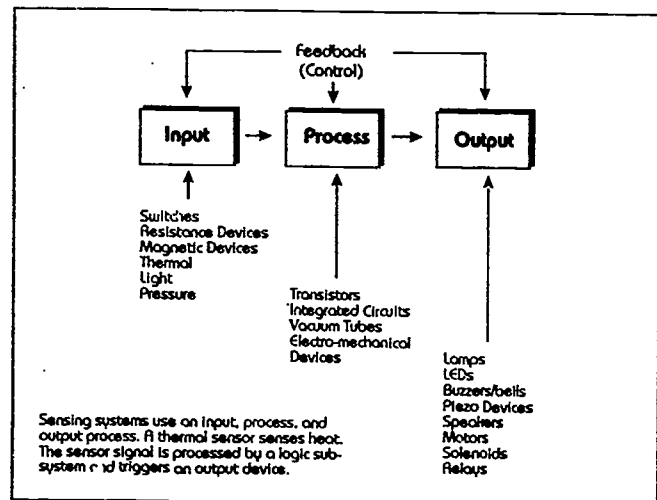 Feedback
(Control)
Input
Process
Output
Switches
Resistance Devices
Magnetic Devices
Thermal
Light
Pressure
Transistors
Integrated Circuits
Vacuum Tubes
Electro-mechanical
Devices
Lamps
LEDs
Buzzers/bells
Piezo Devices
Speakers
Motors
Solenoids
Relays
Sensing systems use an input, process, and
output process. A thermal sensor senses heat.
The sensor signal is processed by a logic sub-
system and triggers an output device.